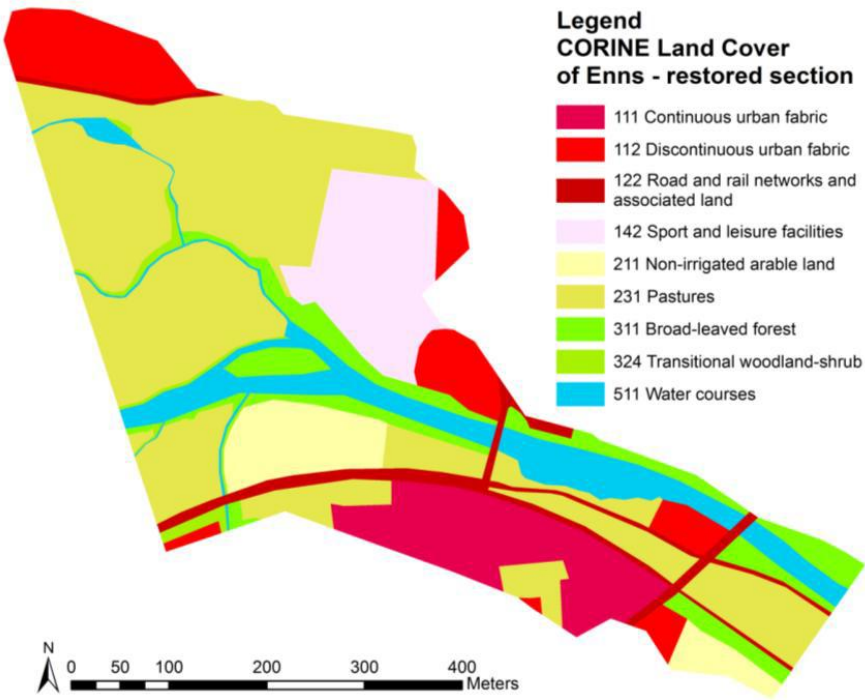 Legend
CORINE Land Cover
of Enns - restored section
111 Continuous urban fabric
112 Discontinuous urban fabric
122 Road and rail networks and
associated land
142 Sport and leisure facilities
211 Non-irrigated arable land
231 Pastures
311 Broad-leaved forest
324 Transitional woodland-shrub
511 Water courses
N
0 50 100 200 300 400
Meters